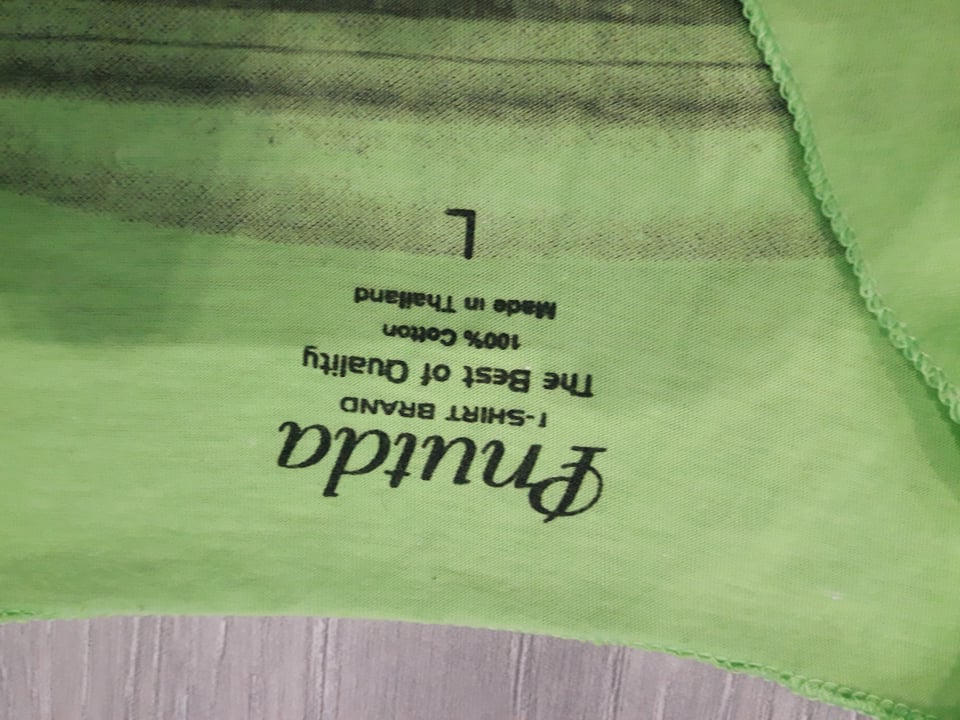 Pnutda
T-SHIRT BRAND
The Best of Quality
100% Cotton
Made in Thailand
L